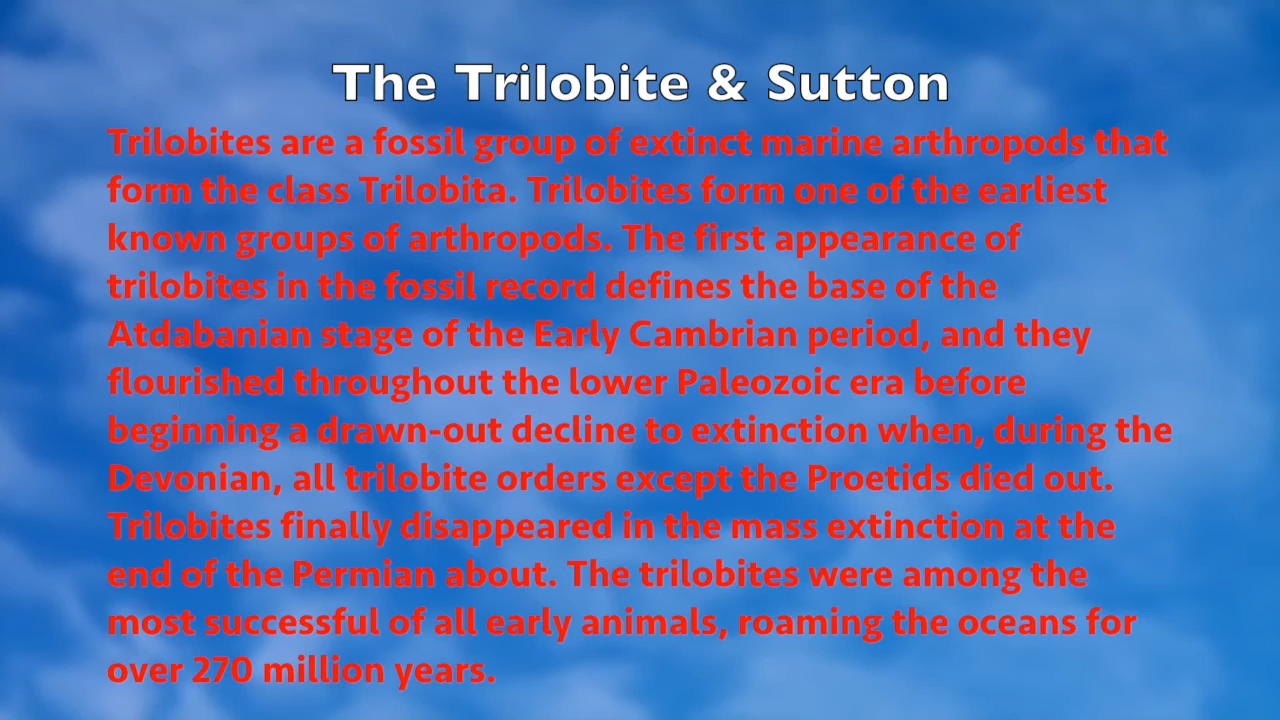 The Trilobite & Sutton
Trilobites are a fossil group of extinct marine arthropods that
form the class Trilobita. Trilobites form one of the earliest
known groups of arthropods. The first appearance of
trilobites in the fossil record defines the base of the
Atdabanian stage of the Early Cambrian period, and they
flourished throughout the lower Paleozoic era before
beginning a drawn-out decline to extinction when, during the
Devonian, all trilobite orders except the Proetids died out.
Trilobites finally disappeared in the mass extinction at the
end of the Permian about. The trilobites were among the
most successful of all early animals, roaming the oceans for
over 270 million years.